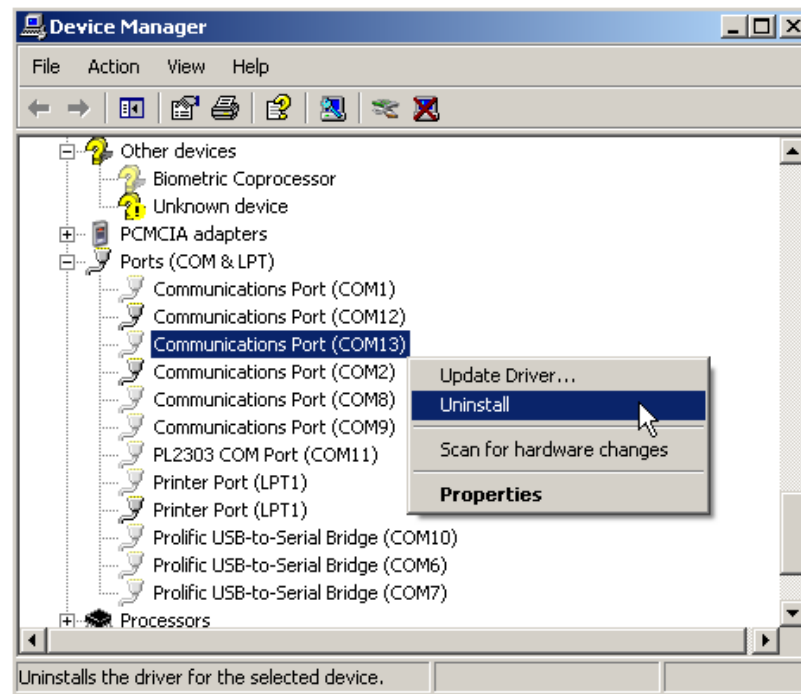 Device Manager
File Action View Help
Other devices
Biometric Coprocessor
Unknown device
PCMCIA adapters
Ports (COM & LPT)
Communications Port (COM1)
Communications Port (COM12)
Communications Port (COM13)
Communications Port (COM2)
Communications Port (COM8)
Communications Port (COM9)
PL2303 COM Port (COM11)
Printer Port (LPT1)
Printer Port (LPT1)
Prolific USB-to-Serial Bridge (COM10)
Prolific USB-to-Serial Bridge (COM6)
Prolific USB-to-Serial Bridge (COM7)
Processors
Update Driver...
Uninstall
Scan for hardware changes
Properties
Uninstalls the driver for the selected device.